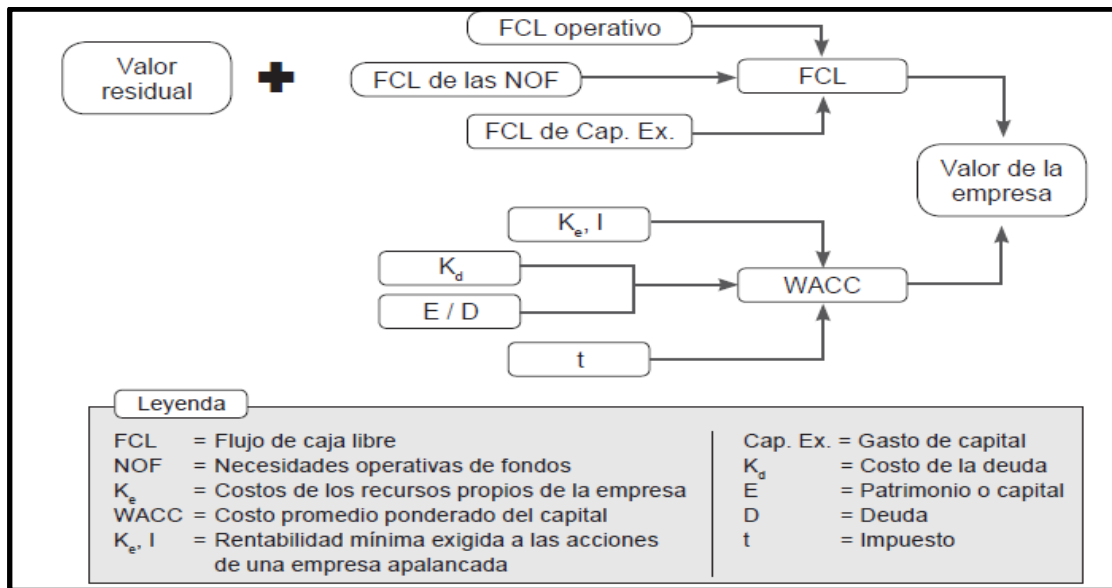 FCL operativo
Valor
residual
+
FCL de las NOF
FCL
FCL de Cap. Ex.
Valor de la
empresa
Ke, I
Kd
WACC
E / D
t
Leyenda
FCL = Flujo de caja libre
NOF = Necesidades operativas de fondos
Ke = Costos de los recursos propios de la empresa
WACC = Costo promedio ponderado del capital
Ke, I = Rentabilidad mínima exigida a las acciones
de una empresa apalancada
Cap. Ex. = Gasto de capital
Kd = Costo de la deuda
E = Patrimonio o capital
D = Deuda
t = Impuesto